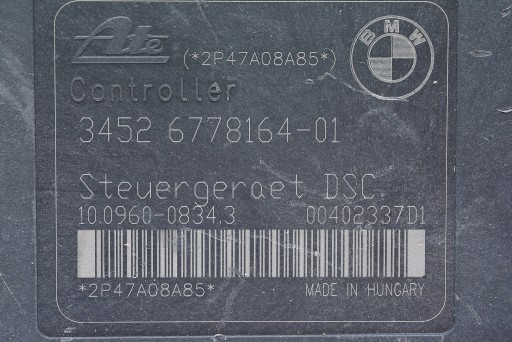 Ate (*2P47A08A85*) BMW
Controller
3452 6778164-01
Steuergeraet DSC.
10.0960-0834.3 00402337D1
*2P47A08A85* MADE IN HUNGARY